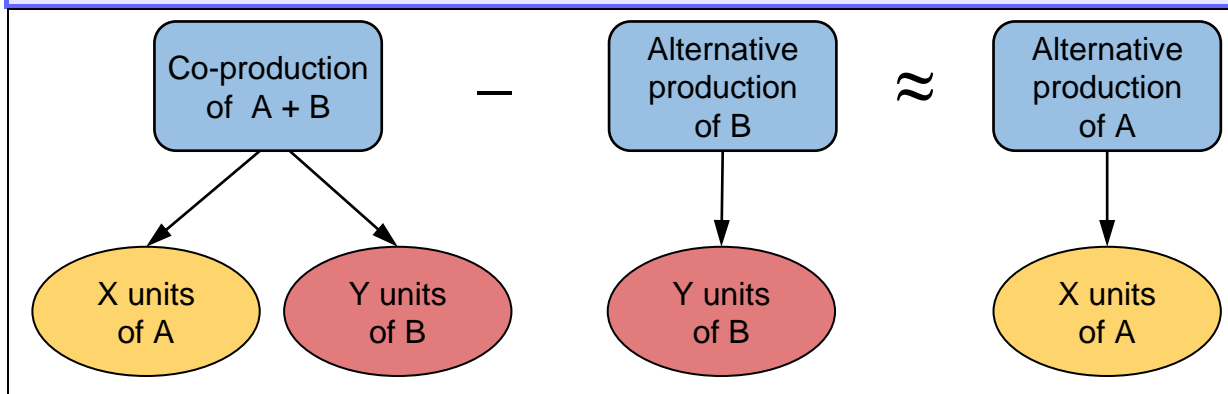 Co-production
of A + B
–
Alternative
production
of B
≈
Alternative
production
of A
X units
of A
Y units
of B
Y units
of B
X units
of A